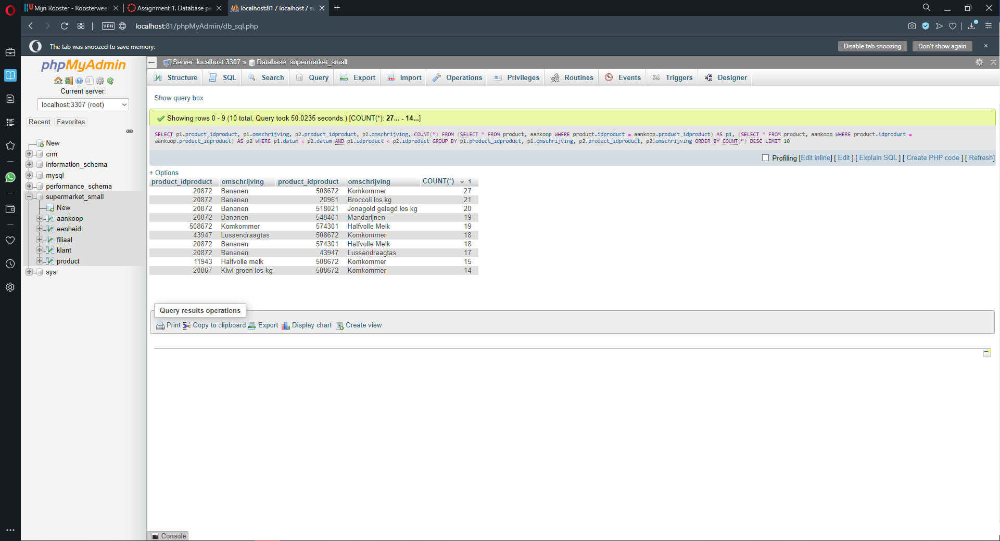 Mijn Rooster - Roosterwee
Assignment 1. Database pe
localhost:81 / localhost / su
VPN
localhost:81/phpMyAdmin/db_sql.php
The tab was snoozed to save memory.
Disable tab snoozing
Don't show again
phpMyAdmin
Current server:
localhost:3307 (root)
Recent
Favorites
New
crm
information_schema
mysql
performance_schema
supermarket_small
New
aankoop
eenheid
filiaal
klant
product
sys
Server: localhost:3307 » Database: supermarket_small
Structure SQL Search Query Export Import Operations Privileges Routines Events Triggers Designer
Show query box
Showing rows 0 - 9 (10 total, Query took 50.0235 seconds.) [COUNT(*): 27... - 14...]
SELECT p1.product_idproduct, p1.omschrijving, p2.product_idproduct, p2.omschrijving, COUNT(*) FROM (SELECT * FROM product, aankoop WHERE product.idproduct = aankoop.product_idproduct) AS p1, (SELECT * FROM product, aankoop WHERE product.idproduct =
aankoop.product_idproduct) AS p2 WHERE p1.datum = p2.datum AND p1.idproduct < p2.idproduct GROUP BY p1.product_idproduct, p1.omschrijving, p2.product_idproduct, p2.omschrijving ORDER BY COUNT(*) DESC LIMIT 10
Profiling [Edit inline] [ Edit ] [ Explain SQL ] [ Create PHP code ] [ Refresh]
+ Options
product_idproduct omschrijving product_idproduct omschrijving COUNT(*) 1
20872 Bananen 508672 Komkommer 27
20872 Bananen 20961 Broccoli los kg 21
20872 Bananen 518021 Jonagold gelegd los kg 20
20872 Bananen 548401 Mandarijnen 19
508672 Komkommer 574301 Halfvolle Melk 19
43947 Lussendraagtas 508672 Komkommer 18
20872 Bananen 574301 Halfvolle Melk 18
20872 Bananen 43947 Lussendraagtas 17
11943 Halfvolle melk 508672 Komkommer 15
20867 Kiwi groen los kg 508672 Komkommer 14
Query results operations
Print Copy to clipboard Export Display chart Create view
Console